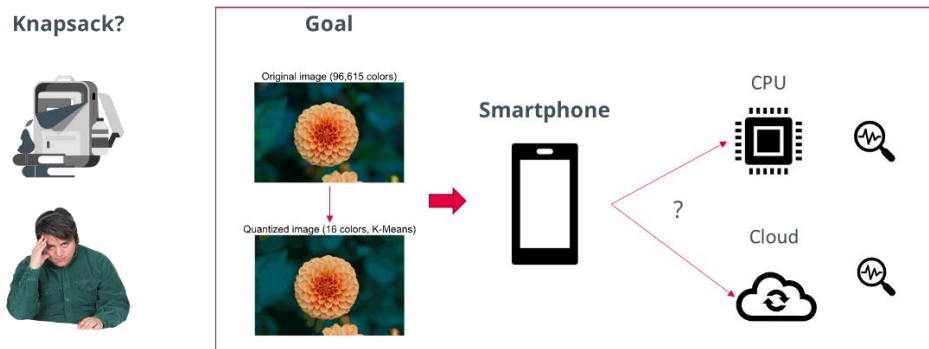 Knapsack?
Goal
Original image (96,615 colors)
Quantized image (16 colors, K-Means)
Smartphone
CPU
?
Cloud